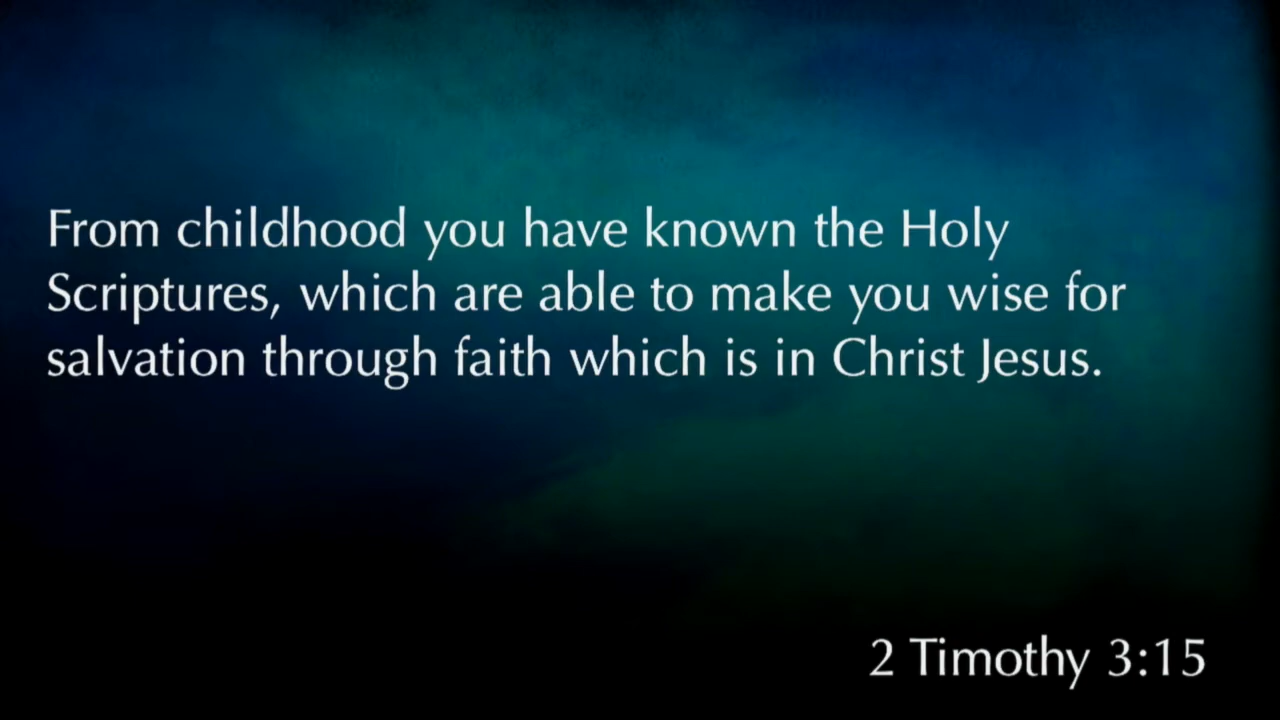 From childhood you have known the Holy
Scriptures, which are able to make you wise for
salvation through faith which is in Christ Jesus.
2 Timothy 3:15